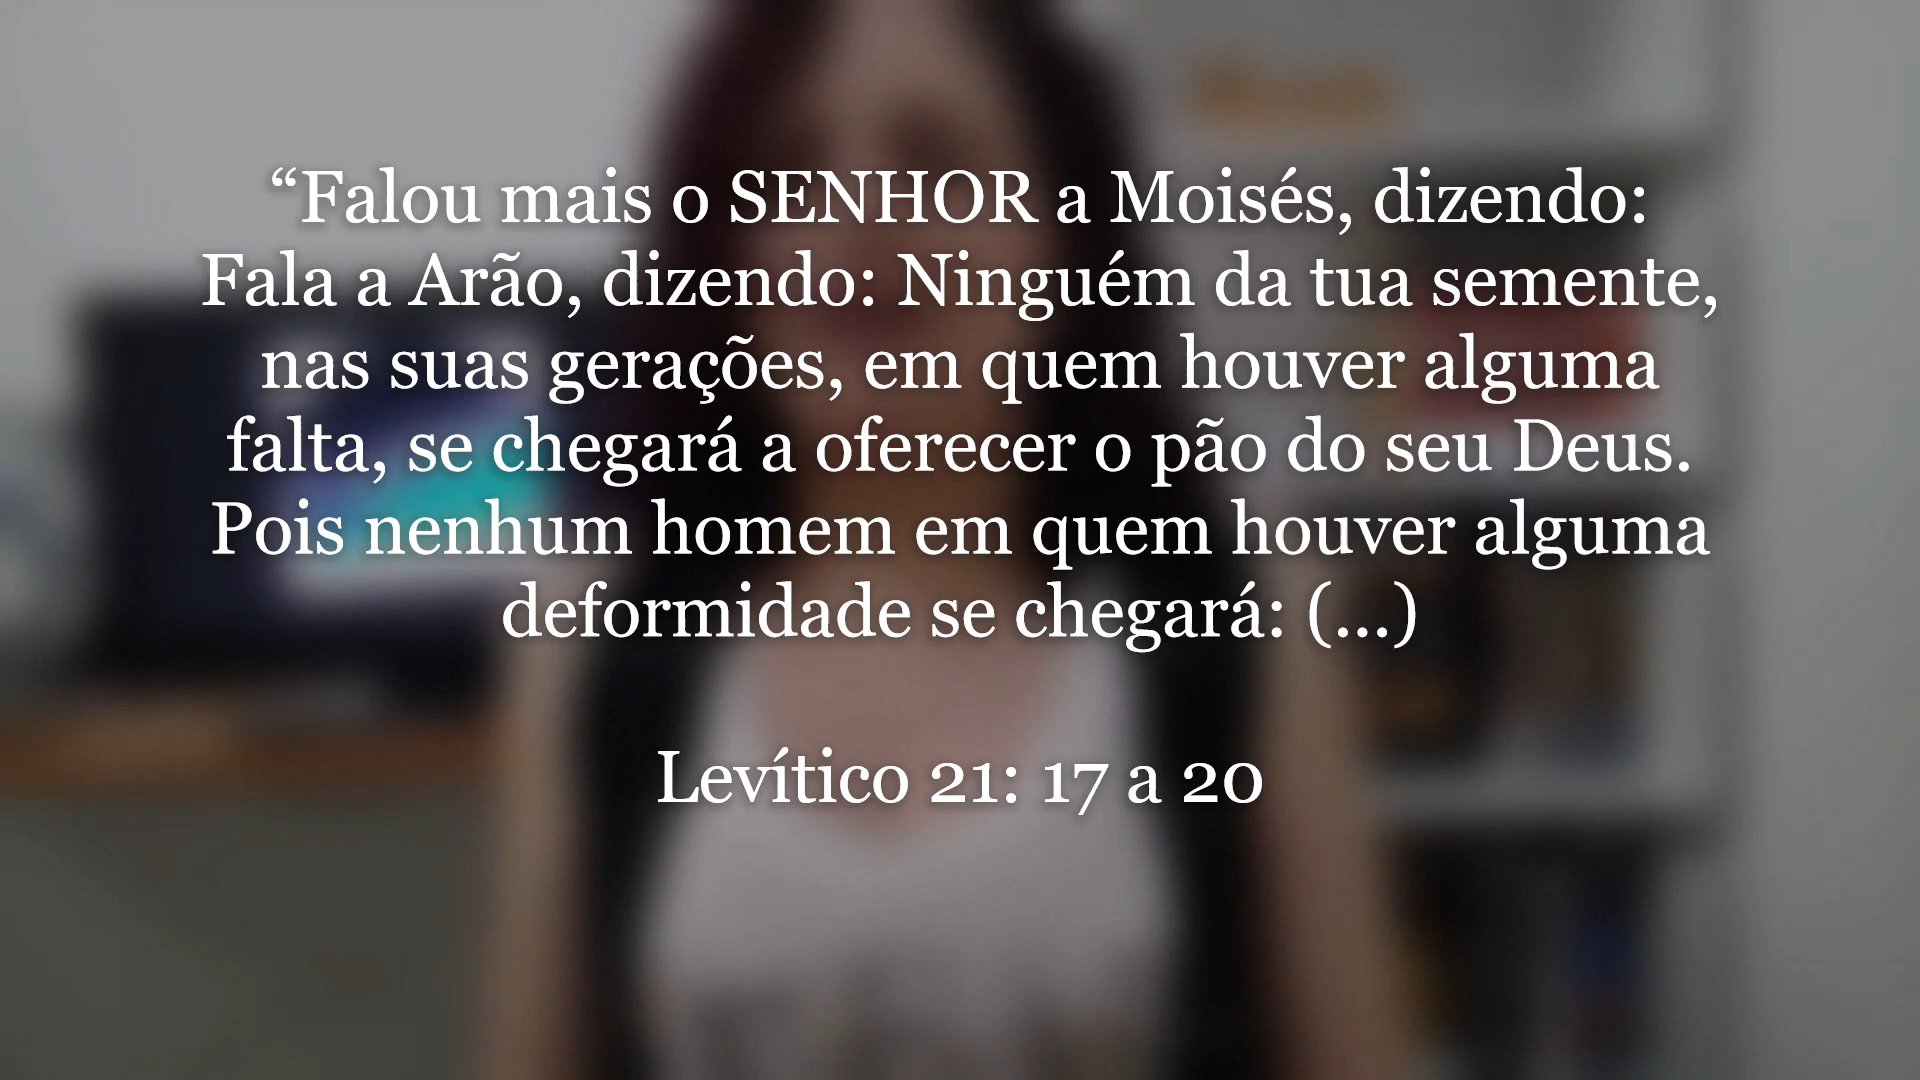 “Falou mais o SENHOR a Moisés, dizendo:
Fala a Arão, dizendo: Ninguém da tua semente,
nas suas gerações, em quem houver alguma
falta, se chegará a oferecer o pão do seu Deus.
Pois nenhum homem em quem houver alguma
deformidade se chegará: (...)
Levítico 21: 17 a 20